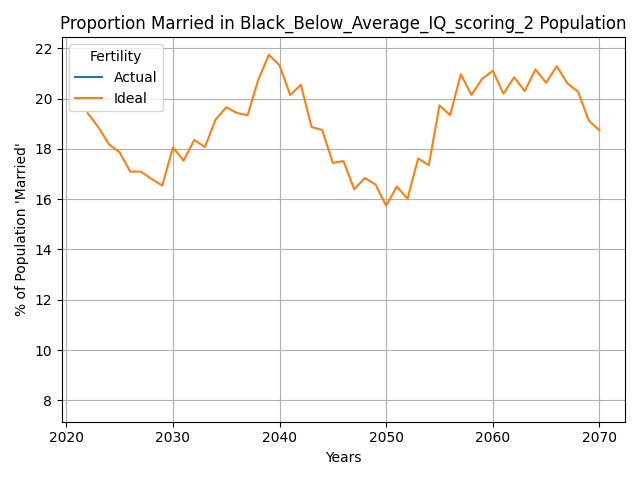 Proportion Married in Black_Below_Average_IQ_scoring_2 Population
% of Population 'Married'
22
20
18
16
14
12
10
8
Fertility
Actual
Ideal
2020 2030 2040 2050 2060 2070
Years